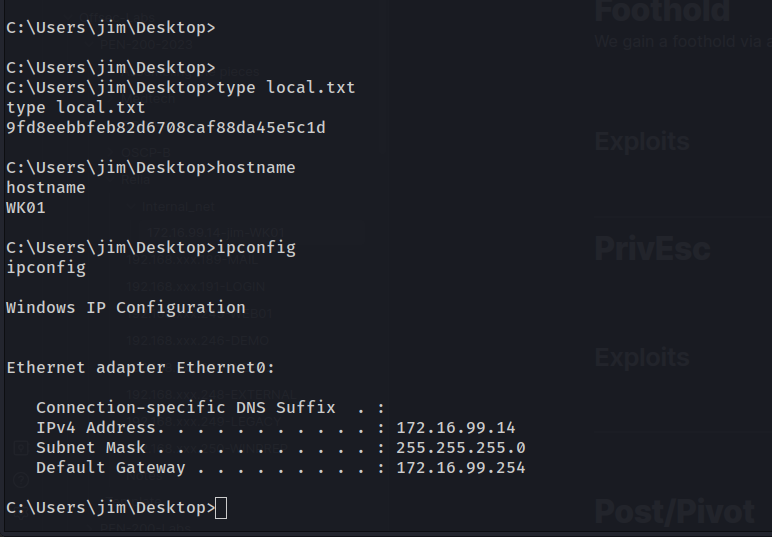 C:\Users\jim\Desktop>
C:\Users\jim\Desktop>
C:\Users\jim\Desktop>type local.txt
type local.txt
9fd8eebbfeb82d6708caf88da45e5c1d
C:\Users\jim\Desktop>hostname
hostname
WK01
C:\Users\jim\Desktop>ipconfig
ipconfig
Windows IP Configuration
Ethernet adapter Ethernet0:
Connection-specific DNS Suffix . :
IPv4 Address. . . . . . . . . . . : 172.16.99.14
Subnet Mask . . . . . . . . . . . : 255.255.255.0
Default Gateway . . . . . . . . . : 172.16.99.254
C:\Users\jim\Desktop>
Foothold
We gain a foothold via a
Exploits
PrivEsc
Exploits
Post/Pivot